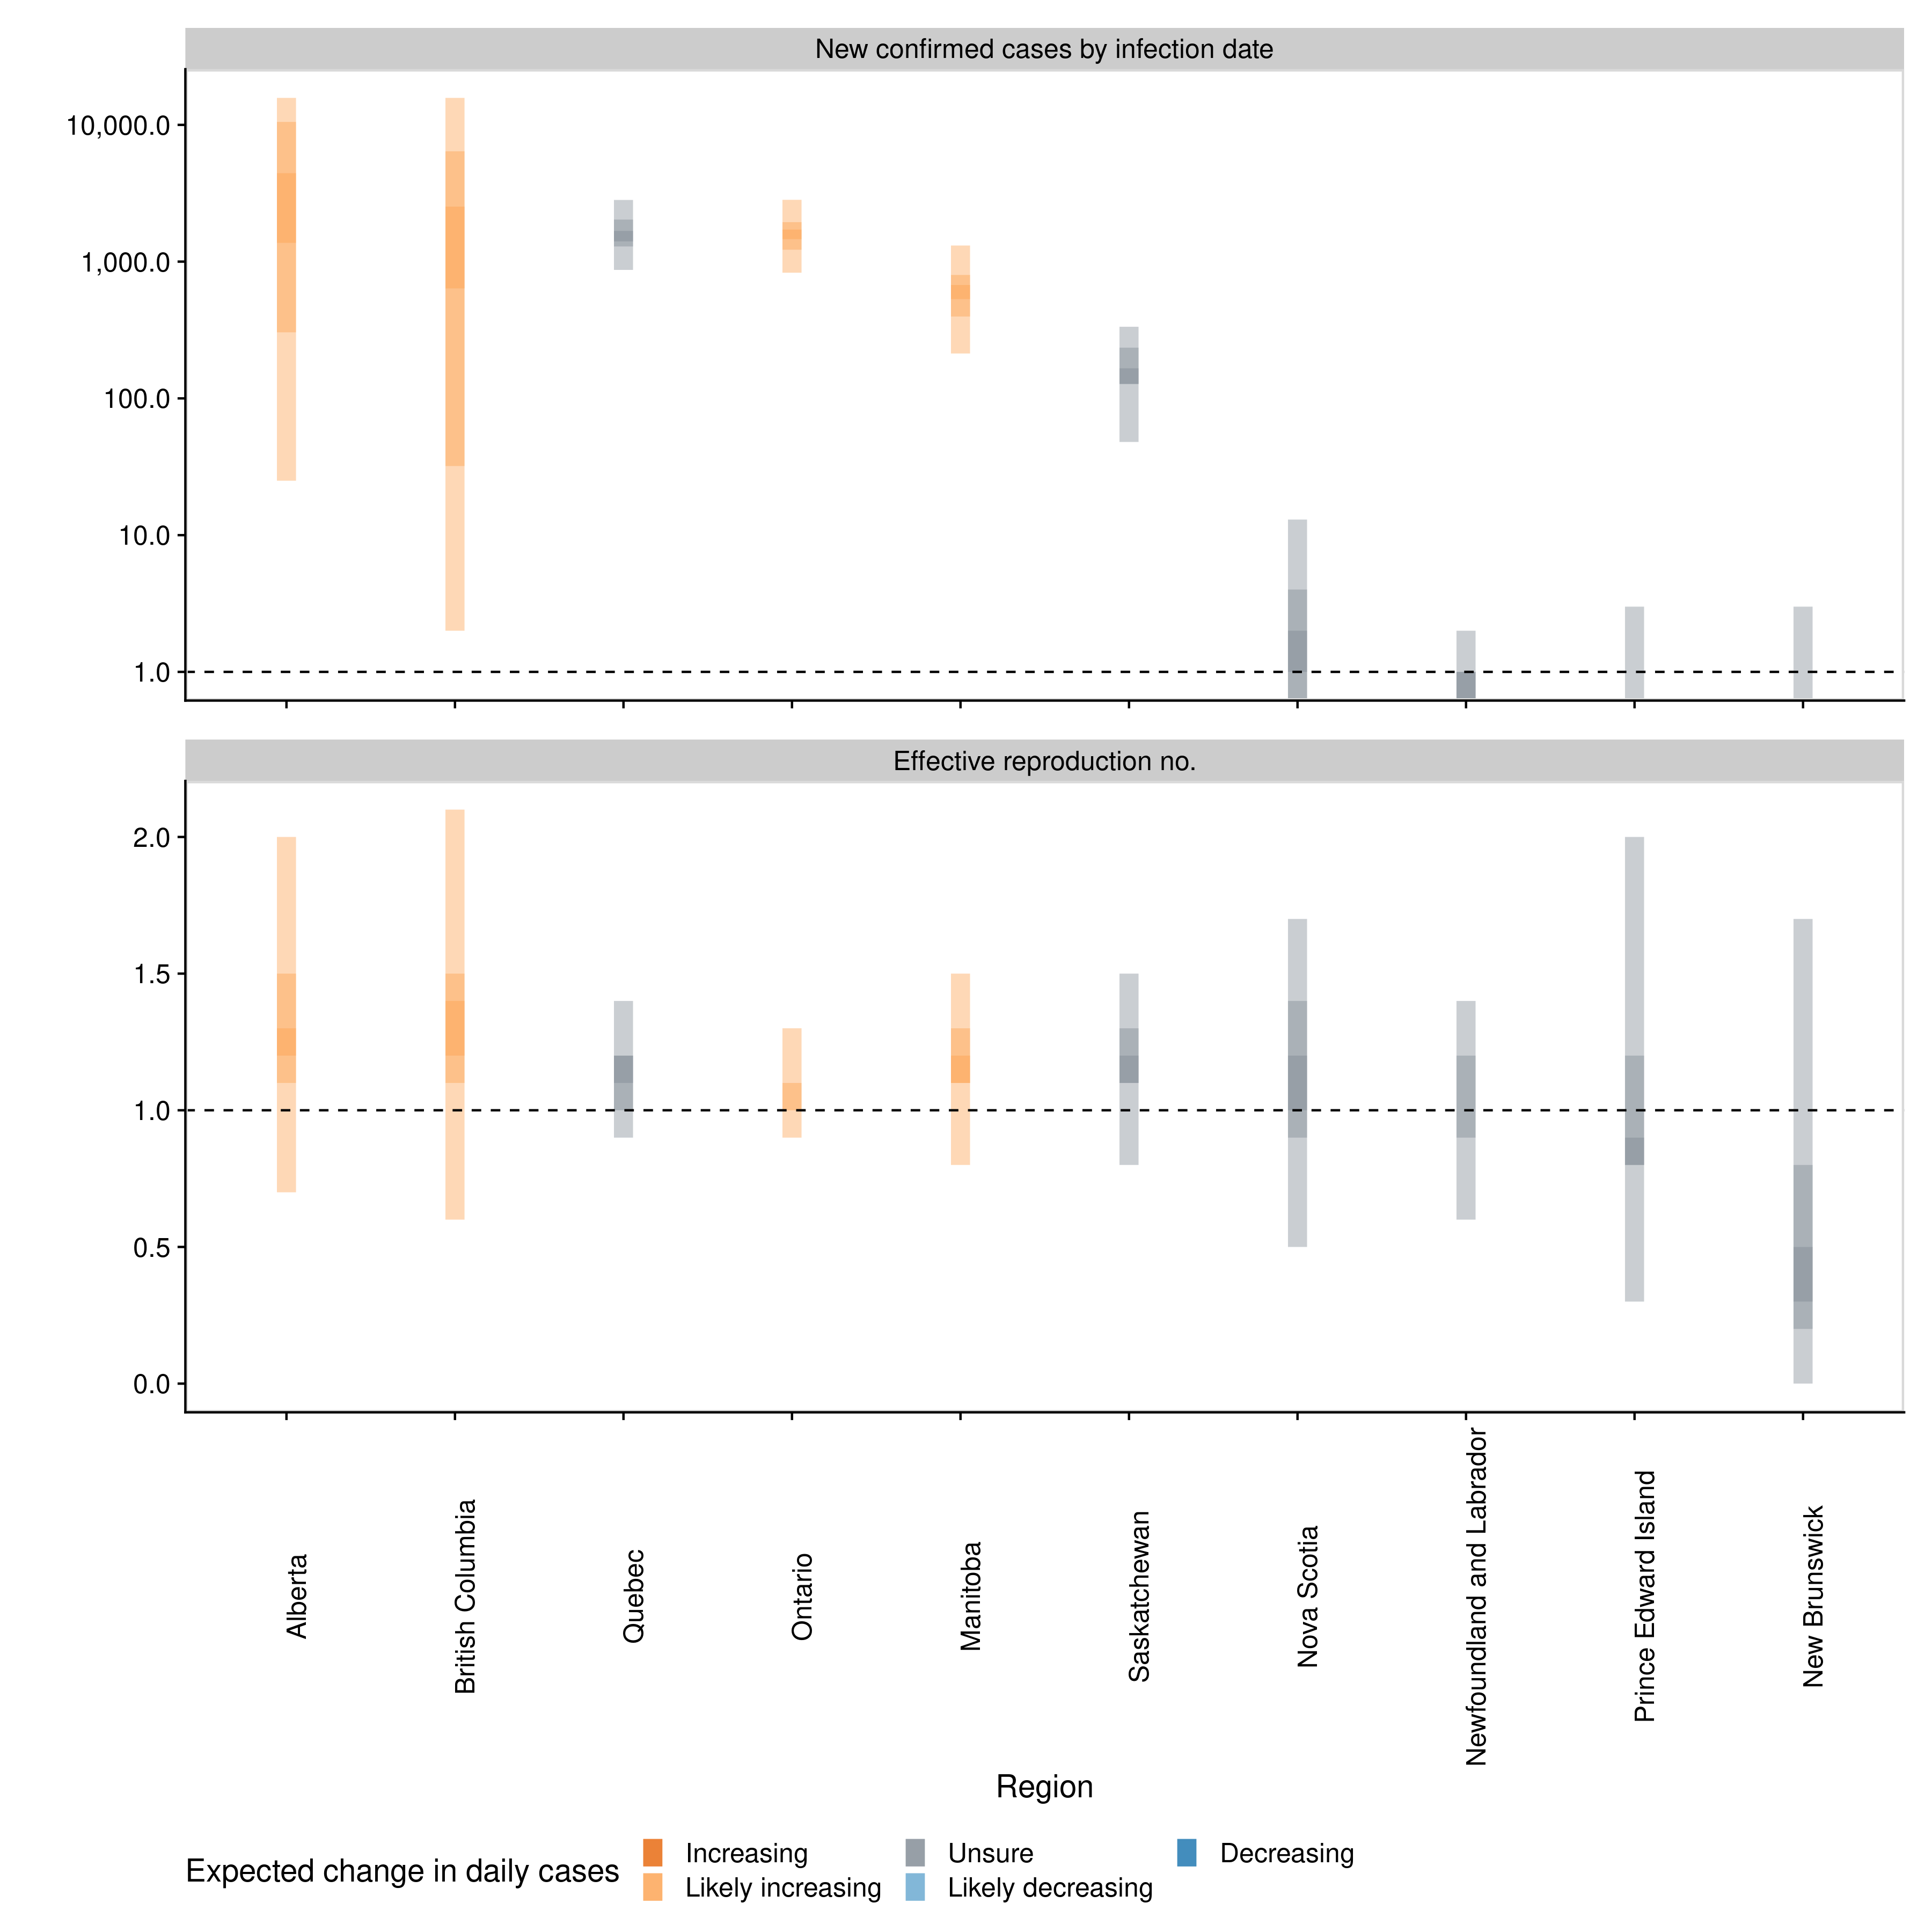 New confirmed cases by infection date
10,000.0
1,000.0
100.0
10.0
1.0
Effective reproduction no.
2.0
1.5
1.0
0.5
0.0
Alberta
British Columbia
Quebec
Ontario
Manitoba
Saskatchewan
Nova Scotia
Newfoundland and Labrador
Prince Edward Island
New Brunswick
Region
Expected change in daily cases
Increasing
Likely increasing
Unsure
Likely decreasing
Decreasing